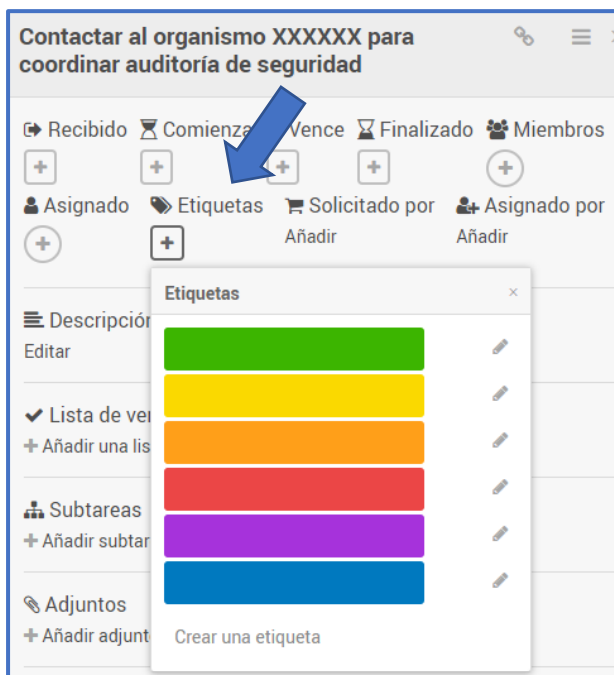 Contactar al organismo XXXXXX para
coordinar auditoría de seguridad
Recibido Comienza Vence Finalizado Miembros
Asignado Etiquetas Solicitado por Asignado por
Añadir Añadir
Etiquetas
Descripción
Editar
Lista de ver
Añadir una lis
Subtareas
Añadir subtar
Adjuntos
Añadir adjunt
Crear una etiqueta